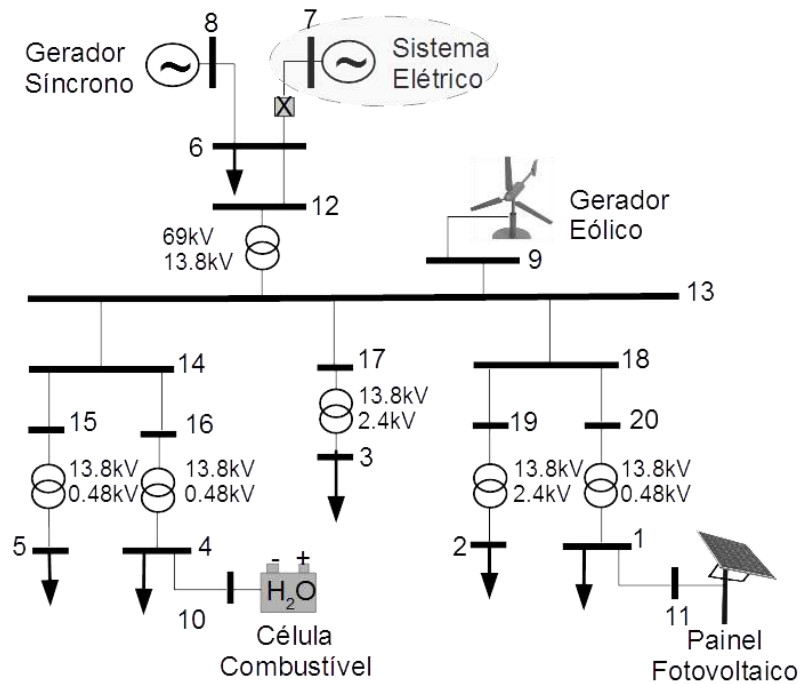 8
7
Gerador
Síncrono
~
~
Sistema
Elétrico
X
6
12
69kV
13.8kV
Gerador
Eólico
9
13
14
17
18
15
16
13.8kV
2.4kV
19
20
13.8kV
0.48kV
13.8kV
0.48kV
3
13.8kV
2.4kV
13.8kV
0.48kV
5
4
2
1
- +
H2O
10
11
Célula
Combustível
Painel
Fotovoltaico